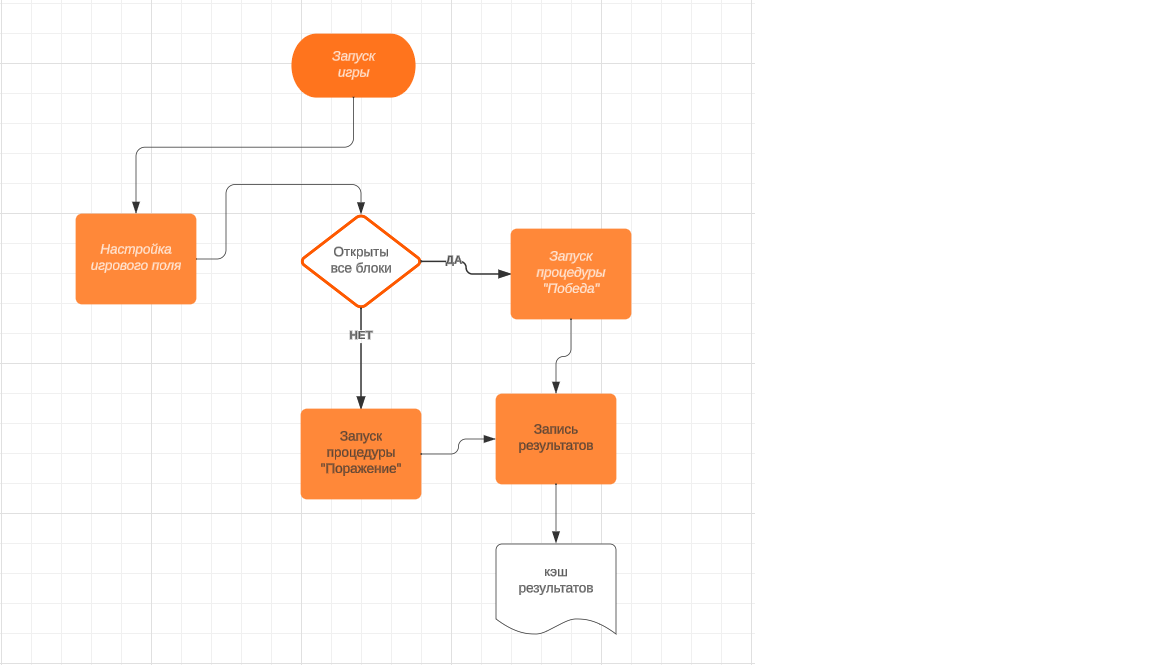 Запуск
игры
Настройка
игрового поля
Открыты
все блоки
ДА
Запуск
процедуры
"Победа"
НЕТ
Запуск
процедуры
"Поражение"
Запись
результатов
кэш
результатов